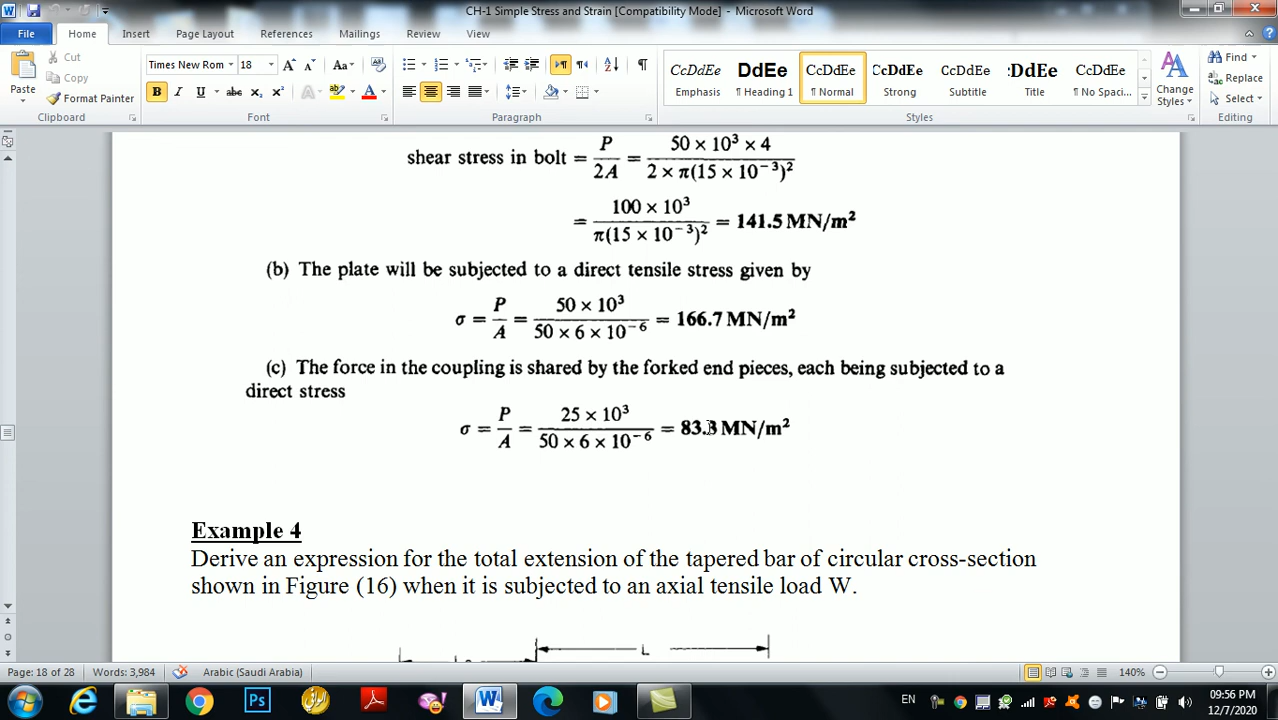 CH-1 Simple Stress and Strain [Compatibility Mode] - Microsoft Word
File Home Insert Page Layout References Mailings Review View
Paste
Cut
Copy
Format Painter
Clipboard
Times New Rom 18
B I U abc x₂ x² A Aa
Font
Paragraph
CcDdEe DdEe CcDdEe CcDdEe CcDdEe DdEe CcDdEe
Emphasis ¶ Heading 1 ¶ Normal Strong Subtitle Title ¶ No Spaci...
Change
Styles
Styles
Find
Replace
Select
Editing
shear stress in bolt = P/2A = 50 × 10³ × 4 / 2 × π(15 × 10⁻³)²
= 100 × 10³ / π(15 × 10⁻³)² = 141.5 MN/m²
(b) The plate will be subjected to a direct tensile stress given by
σ = P/A = 50 × 10³ / 50 × 6 × 10⁻⁶ = 166.7 MN/m²
(c) The force in the coupling is shared by the forked end pieces, each being subjected to a
direct stress
σ = P/A = 25 × 10³ / 50 × 6 × 10⁻⁶ = 83.3 MN/m²
Example 4
Derive an expression for the total extension of the tapered bar of circular cross-section
shown in Figure (16) when it is subjected to an axial tensile load W.
L
Page: 18 of 28 Words: 3,984 Arabic (Saudi Arabia) 140%
Ps EN 09:56 PM
12/7/2020